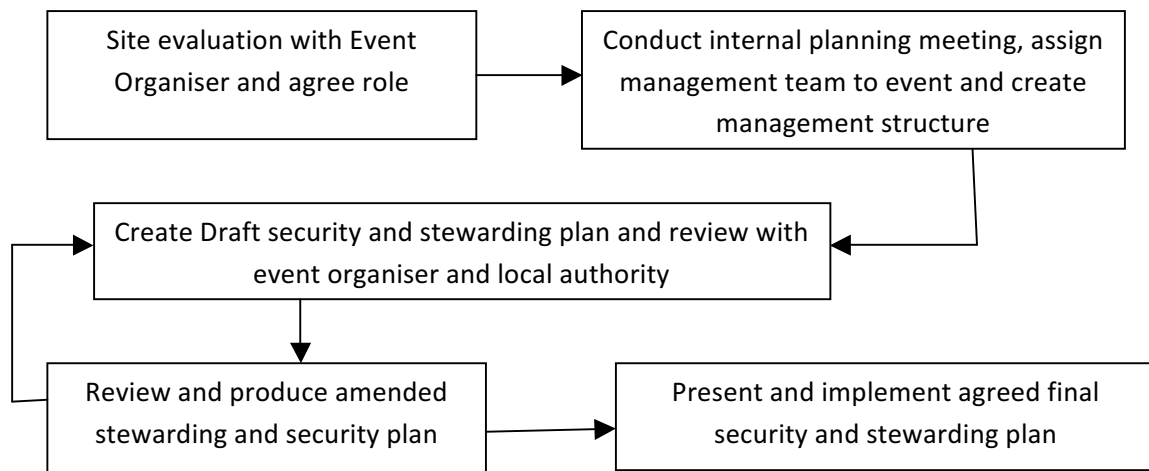 Site evaluation with Event
Organiser and agree role
Conduct internal planning meeting, assign
management team to event and create
management structure
Create Draft security and stewarding plan and review with
event organiser and local authority
Review and produce amended
stewarding and security plan
Present and implement agreed final
security and stewarding plan